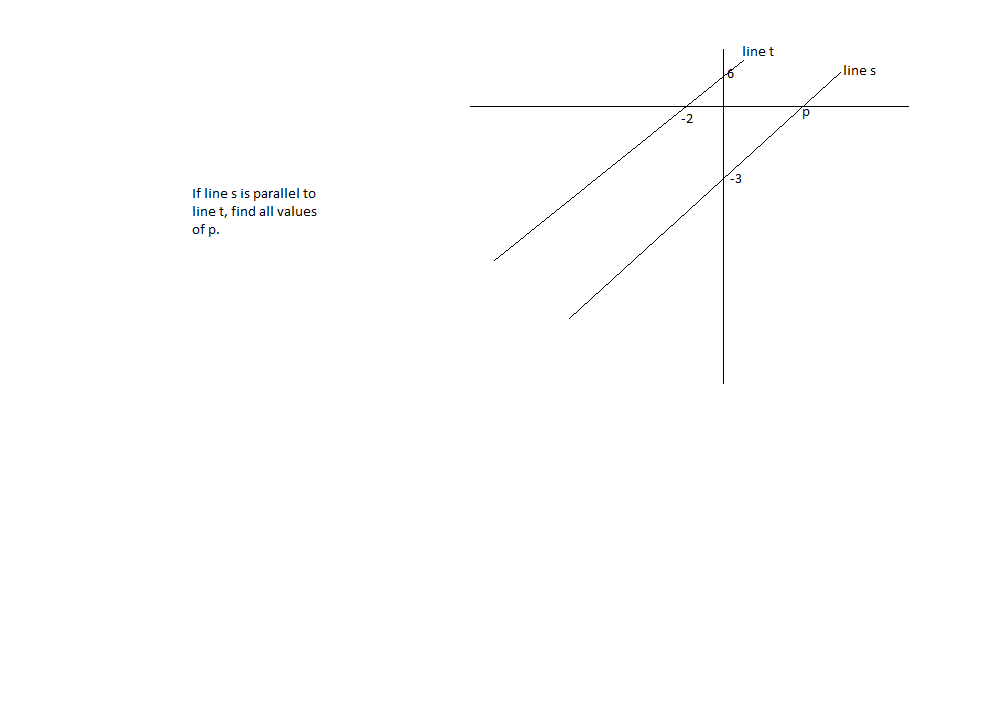 line t
6
line s
-2
p
-3
If line s is parallel to
line t, find all values
of p.